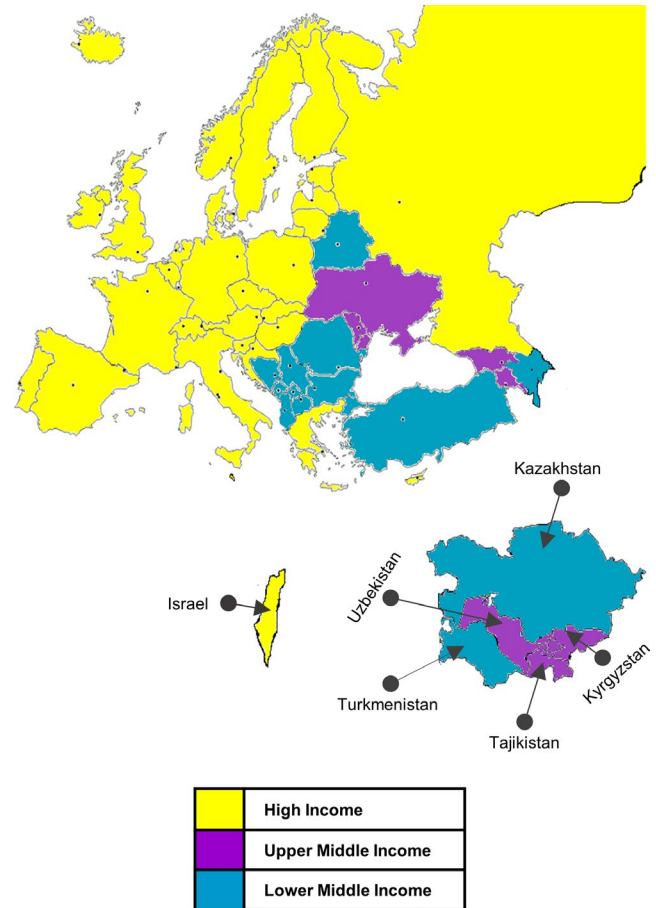 Kazakhstan
Uzbekistan
Israel
Kyrgyzstan
Turkmenistan
Tajikistan
High Income
Upper Middle Income
Lower Middle Income